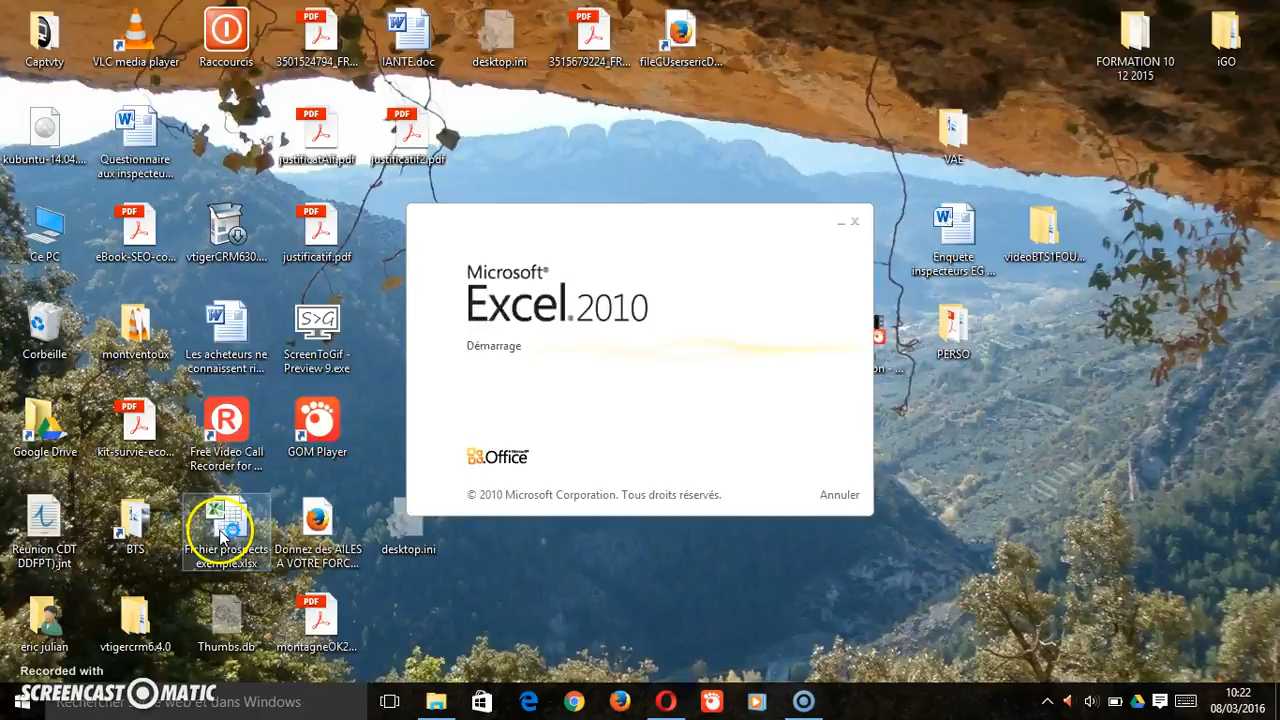 Captvty
VLC media player
Raccourcis
3501524794_FR...
IANTE.doc
desktop.ini
3515679224_FR...
fileCUsersericD...
FORMATION 10
12 2015
iGO
kubuntu-14.04....
Questionnaire
aux inspecteu...
justificatAif.pdf
justificatif2.pdf
VAE
Ce PC
eBook-SEO-co...
vtigerCRM630....
justificatif.pdf
Enquete
inspecteurs EG ...
videoBTS1FOU...
Microsoft®
Excel®2010
Démarrage
Corbeille
montventoux
Les acheteurs ne
connaissent ri...
ScreenToGif -
Preview 9.exe
on - ...
PERSO
Google Drive
kit-survie-eco...
Free Video Call
Recorder for ...
GOM Player
Microsoft®
Office
© 2010 Microsoft Corporation. Tous droits réservés.
Annuler
Réunion CDT
DDFPT).jnt
BTS
Fichier prospects
exemple.xlsx
Donnez des AILES
A VOTRE FORC...
desktop.ini
eric julian
vtigercrm6.4.0
Thumbs.db
montagneOK2...
Recorded with
SCREENCAST-O-MATIC
Rechercher sur le web et dans Windows
10:22
08/03/2016